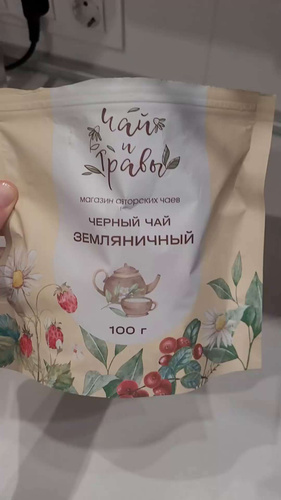 Чай
и
Травы
магазин авторских чаев
ЧЕРНЫЙ ЧАЙ
ЗЕМЛЯНИЧНЫЙ
100 г